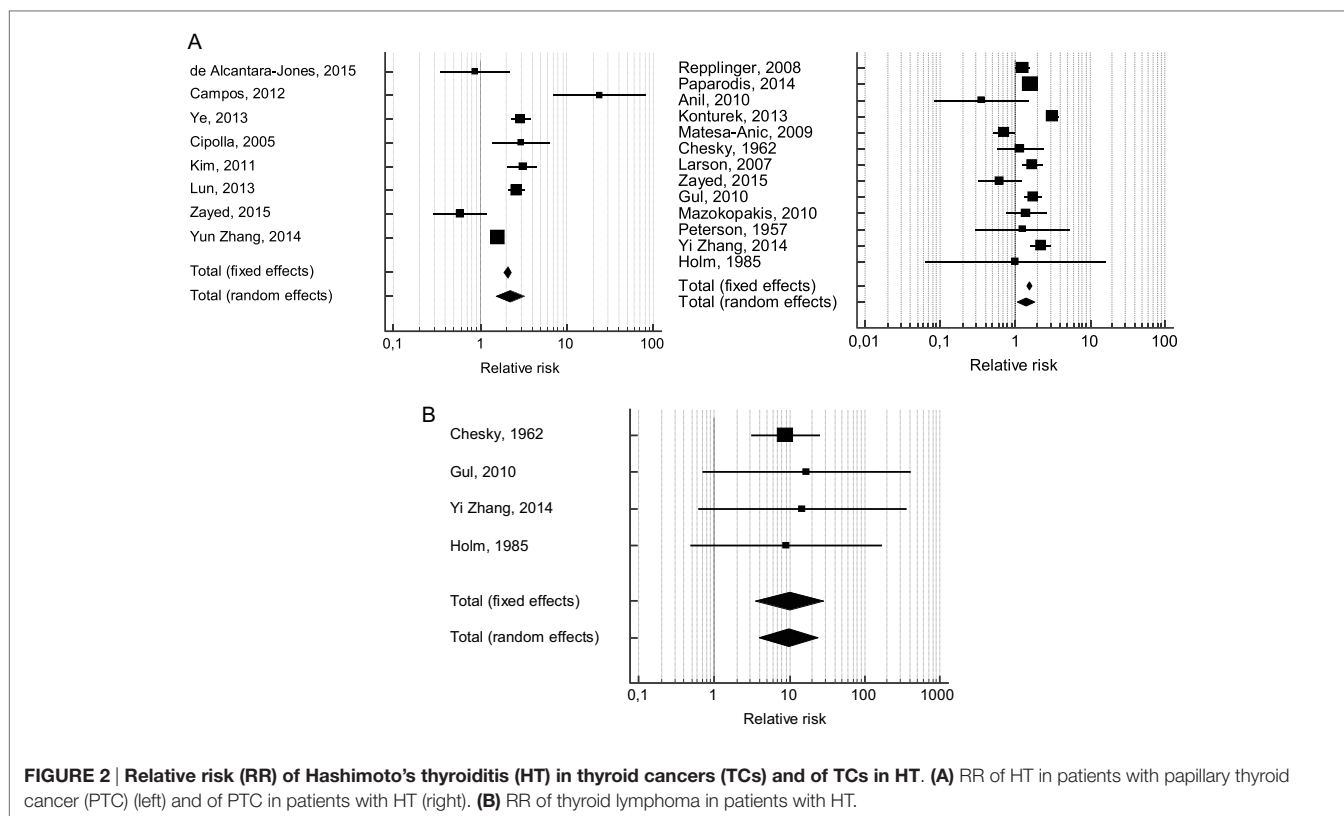 A
de Alcantara-Jones, 2015
Campos, 2012
Ye, 2013
Cipolla, 2005
Kim, 2011
Lun, 2013
Zayed, 2015
Yun Zhang, 2014
Total (fixed effects)
Total (random effects)
0,1 1 10 100
Relative risk
Repplinger, 2008
Paparodis, 2014
Anil, 2010
Konturek, 2013
Matesa-Anic, 2009
Chesky, 1962
Larson, 2007
Zayed, 2015
Gul, 2010
Mazokopakis, 2010
Peterson, 1957
Yi Zhang, 2014
Holm, 1985
Total (fixed effects)
Total (random effects)
0,01 0,1 1 10 100
Relative risk
B
Chesky, 1962
Gul, 2010
Yi Zhang, 2014
Holm, 1985
Total (fixed effects)
Total (random effects)
0,1 1 10 100 1000
Relative risk
FIGURE 2 | Relative risk (RR) of Hashimoto's thyroiditis (HT) in thyroid cancers (TCs) and of TCs in HT. (A) RR of HT in patients with papillary thyroid
cancer (PTC) (left) and of PTC in patients with HT (right). (B) RR of thyroid lymphoma in patients with HT.